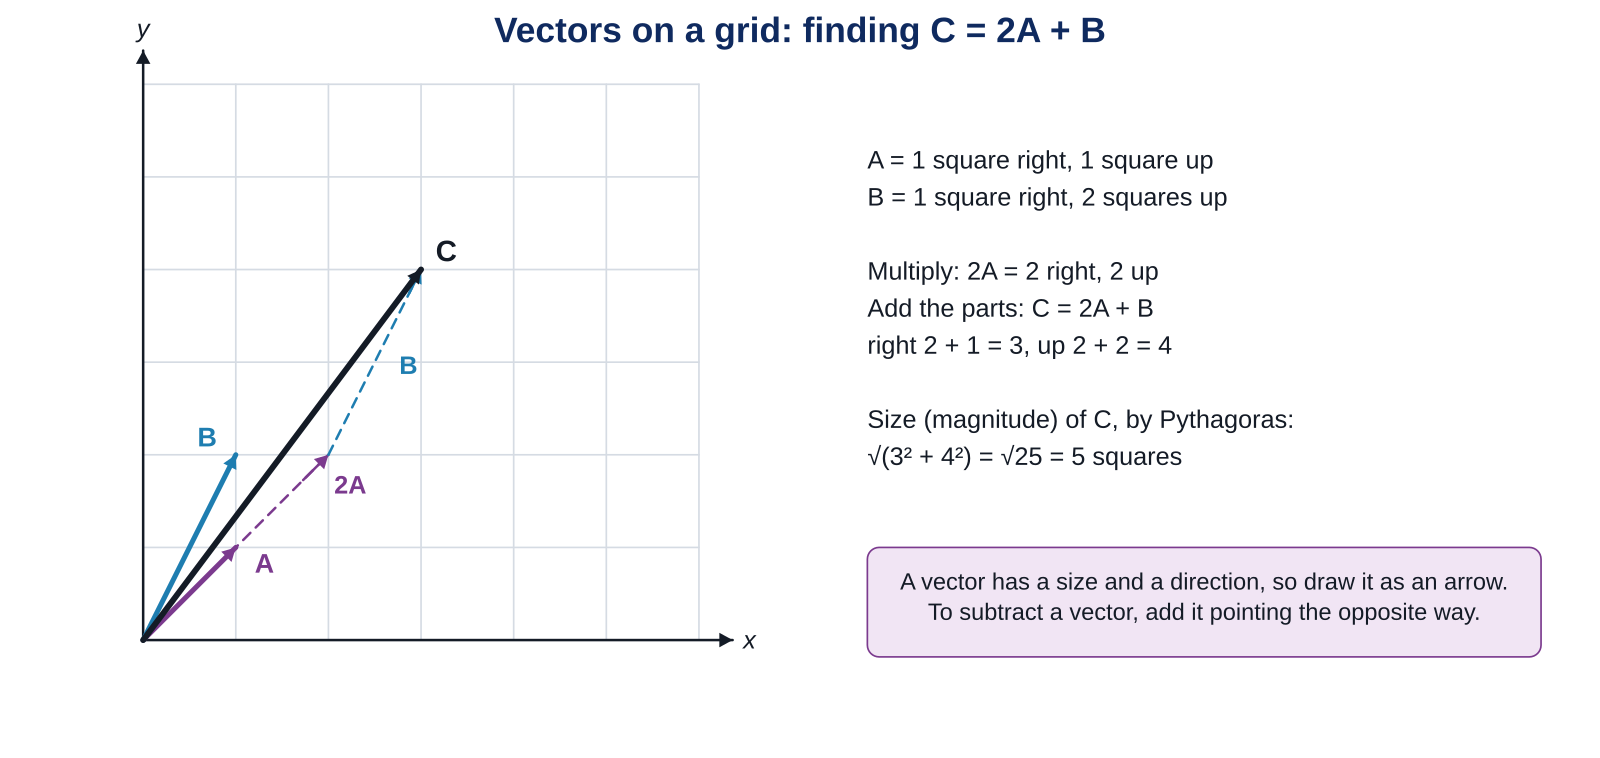 Vectors on a grid: finding C = 2A + B
y
C
B
B
2A
A
x
A = 1 square right, 1 square up
B = 1 square right, 2 squares up
Multiply: 2A = 2 right, 2 up
Add the parts: C = 2A + B
right 2 + 1 = 3, up 2 + 2 = 4
Size (magnitude) of C, by Pythagoras:
√(3² + 4²) = √25 = 5 squares
A vector has a size and a direction, so draw it as an arrow.
To subtract a vector, add it pointing the opposite way.